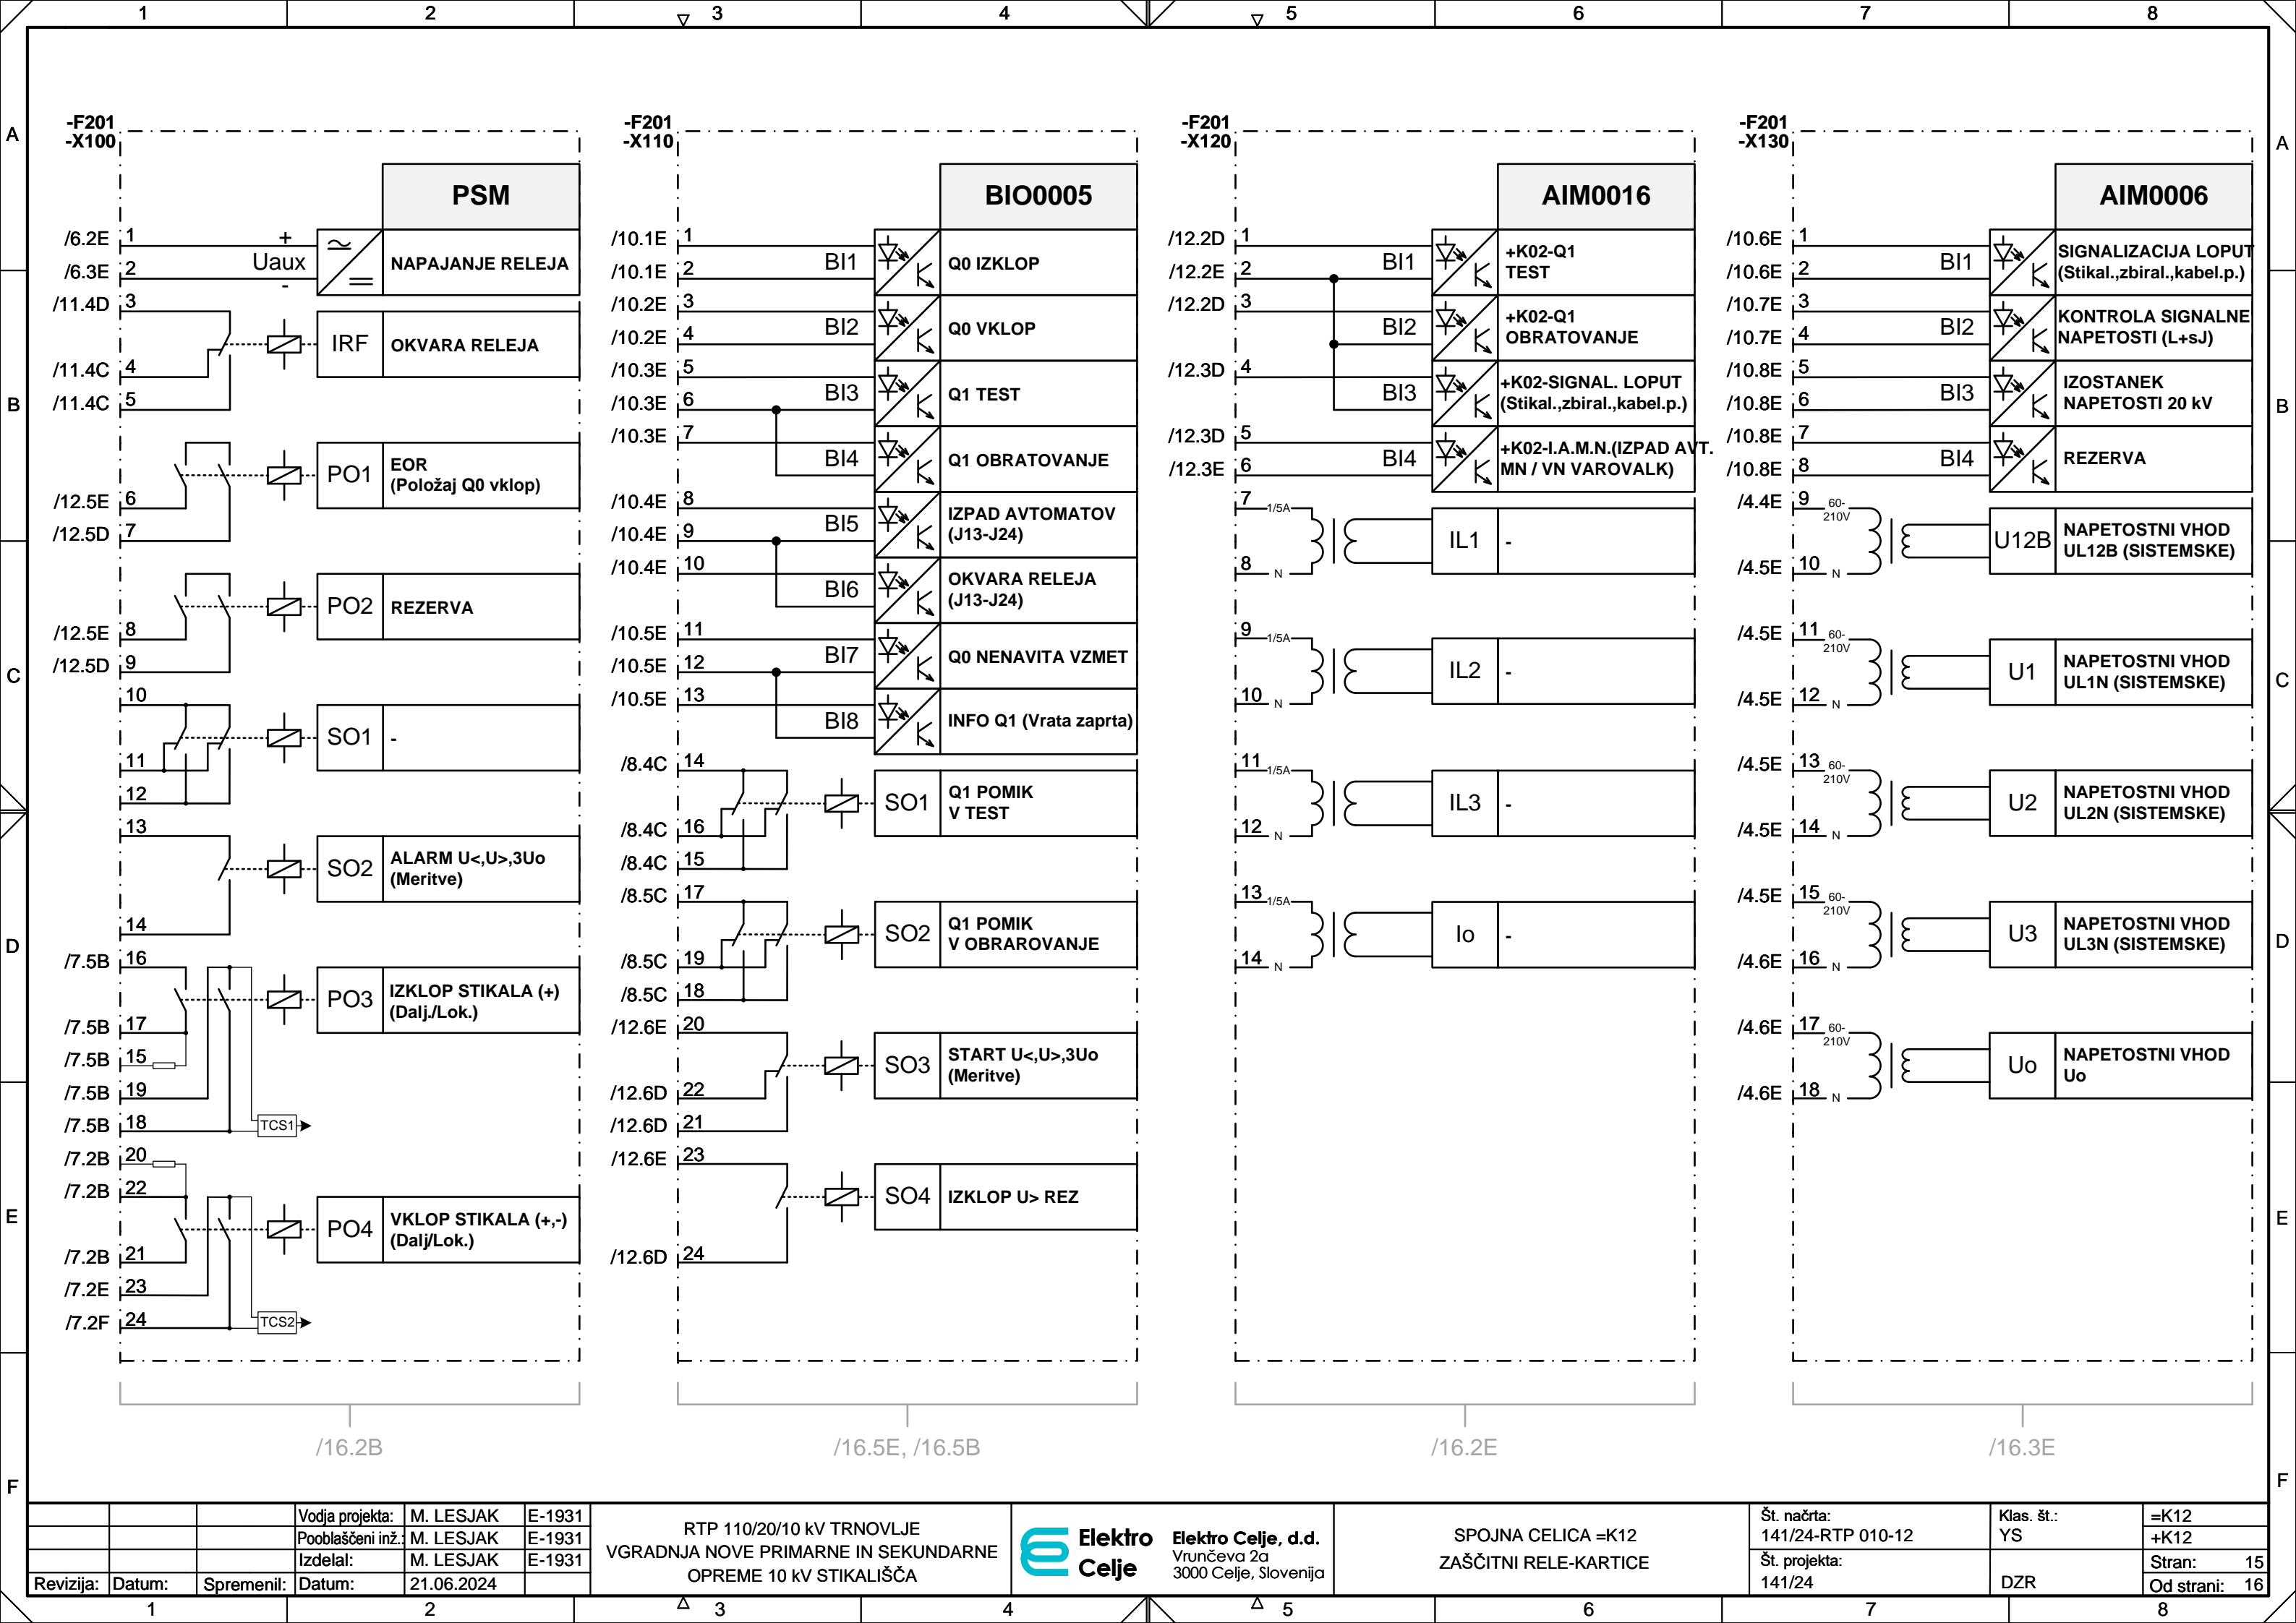 1 2 3 4 5 6 7 8
A A
B B
C C
D D
E E
F F
-F201
-X100
PSM
/6.2E 1 +
Uaux
/6.3E 2 -
NAPAJANJE RELEJA
/11.4D 3
IRF OKVARA RELEJA
/11.4C 4
/11.4C 5
PO1 EOR
(Položaj Q0 vklop)
/12.5E 6
/12.5D 7
PO2 REZERVA
/12.5E 8
/12.5D 9
10
SO1 -
11
12
13
SO2 ALARM U<,U>,3Uo
(Meritve)
14
/7.5B 16
PO3 IZKLOP STIKALA (+)
(Dalj./Lok.)
/7.5B 17
/7.5B 15
/7.5B 19
/7.5B 18 TCS1
/7.2B 20
/7.2B 22
PO4 VKLOP STIKALA (+,-)
(Dalj/Lok.)
/7.2B 21
/7.2E 23
/7.2F 24 TCS2
/16.2B
-F201
-X110
BIO0005
/10.1E 1
BI1 Q0 IZKLOP
/10.1E 2
/10.2E 3
BI2 Q0 VKLOP
/10.2E 4
/10.3E 5
BI3 Q1 TEST
/10.3E 6
/10.3E 7
BI4 Q1 OBRATOVANJE
/10.4E 8
BI5 IZPAD AVTOMATOV
(J13-J24)
/10.4E 9
/10.4E 10
BI6 OKVARA RELEJA
(J13-J24)
/10.5E 11
BI7 Q0 NENAVITA VZMET
/10.5E 12
/10.5E 13
BI8 INFO Q1 (Vrata zaprta)
/8.4C 14
SO1 Q1 POMIK
V TEST
/8.4C 16
/8.4C 15
/8.5C 17
SO2 Q1 POMIK
V OBRAROVANJE
/8.5C 19
/8.5C 18
/12.6E 20
SO3 START U<,U>,3Uo
(Meritve)
/12.6D 22
/12.6D 21
/12.6E 23
SO4 IZKLOP U> REZ
/12.6D 24
/16.5E, /16.5B
-F201
-X120
AIM0016
/12.2D 1
BI1 +K02-Q1
TEST
/12.2E 2
/12.2D 3
BI2 +K02-Q1
OBRATOVANJE
/12.3D 4
BI3 +K02-SIGNAL. LOPUT
(Stikal.,zbiral.,kabel.p.)
/12.3D 5
BI4 +K02-I.A.M.N.(IZPAD AVT.
MN / VN VAROVALK)
/12.3E 6
7 1/5A
IL1 -
8 N
9 1/5A
IL2 -
10 N
11 1/5A
IL3 -
12 N
13 1/5A
Io -
14 N
/16.2E
-F201
-X130
AIM0006
/10.6E 1
BI1 SIGNALIZACIJA LOPUT
(Stikal.,zbiral.,kabel.p.)
/10.6E 2
/10.7E 3
BI2 KONTROLA SIGNALNE
NAPETOSTI (L+sJ)
/10.7E 4
/10.8E 5
BI3 IZOSTANEK
NAPETOSTI 20 kV
/10.8E 6
/10.8E 7
BI4 REZERVA
/10.8E 8
/4.4E 9 60-
210V
U12B NAPETOSTNI VHOD
UL12B (SISTEMSKE)
/4.5E 10 N
/4.5E 11 60-
210V
U1 NAPETOSTNI VHOD
UL1N (SISTEMSKE)
/4.5E 12 N
/4.5E 13 60-
210V
U2 NAPETOSTNI VHOD
UL2N (SISTEMSKE)
/4.5E 14 N
/4.5E 15 60-
210V
U3 NAPETOSTNI VHOD
UL3N (SISTEMSKE)
/4.6E 16 N
/4.6E 17 60-
210V
Uo NAPETOSTNI VHOD
Uo
/4.6E 18 N
/16.3E
Vodja projekta: M. LESJAK E-1931
Pooblaščeni inž.: M. LESJAK E-1931
Izdelal: M. LESJAK E-1931
Revizija: Datum: Spremenil: Datum: 21.06.2024
RTP 110/20/10 kV TRNOVLJE
VGRADNJA NOVE PRIMARNE IN SEKUNDARNE
OPREME 10 kV STIKALIŠČA
Elektro
Celje
Elektro Celje, d.d.
Vrunčeva 2a
3000 Celje, Slovenija
SPOJNA CELICA =K12
ZAŠČITNI RELE-KARTICE
Št. načrta:
141/24-RTP 010-12
Št. projekta:
141/24
Klas. št.:
YS
DZR
=K12
+K12
Stran: 15
Od strani: 16
1 2 3 4 5 6 7 8